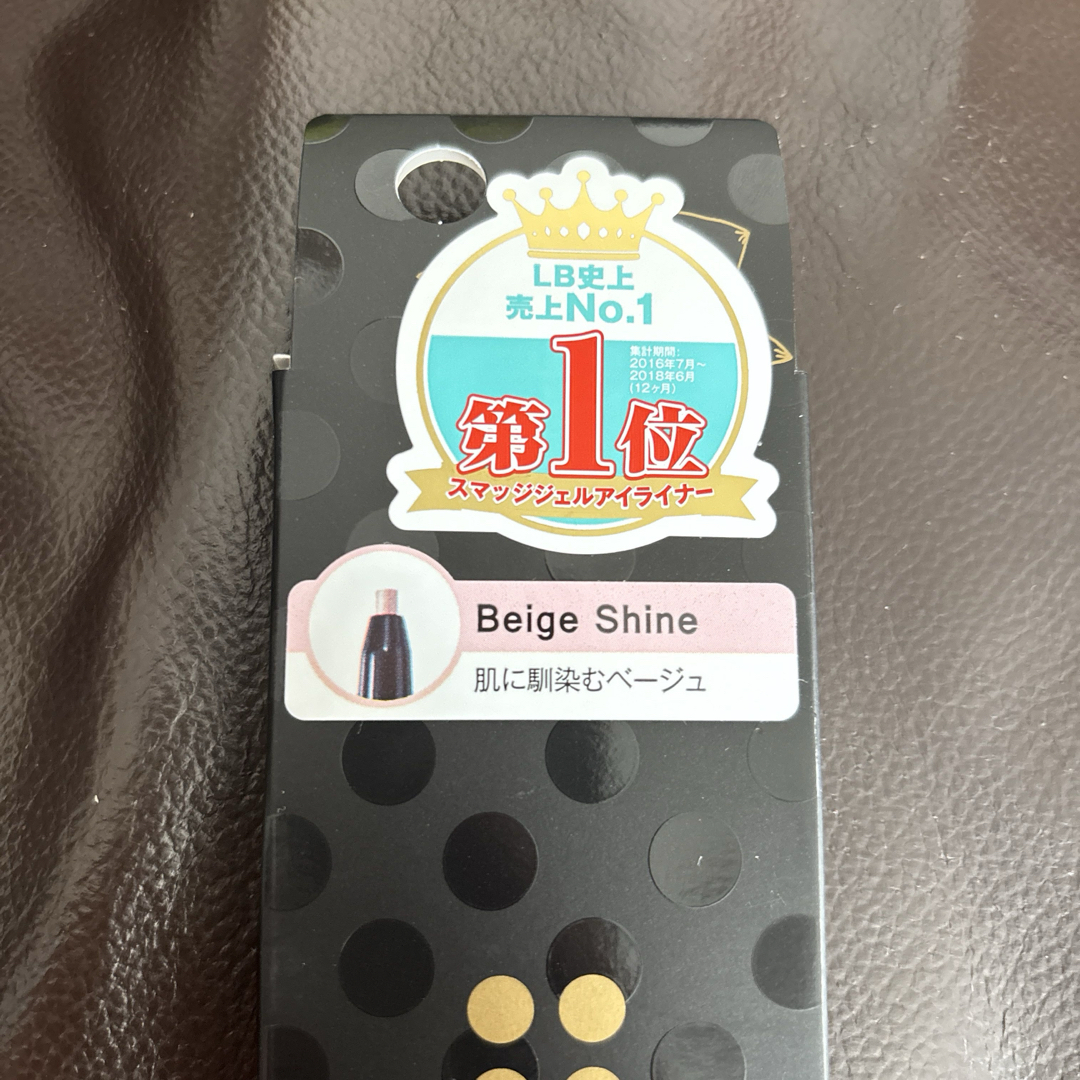 LB史上
売上No.1
集計期間:
2016年7月～
2018年6月
(12ヶ月)
第1位
スマッジジェルアイライナー
Beige Shine
肌に馴染むベージュ